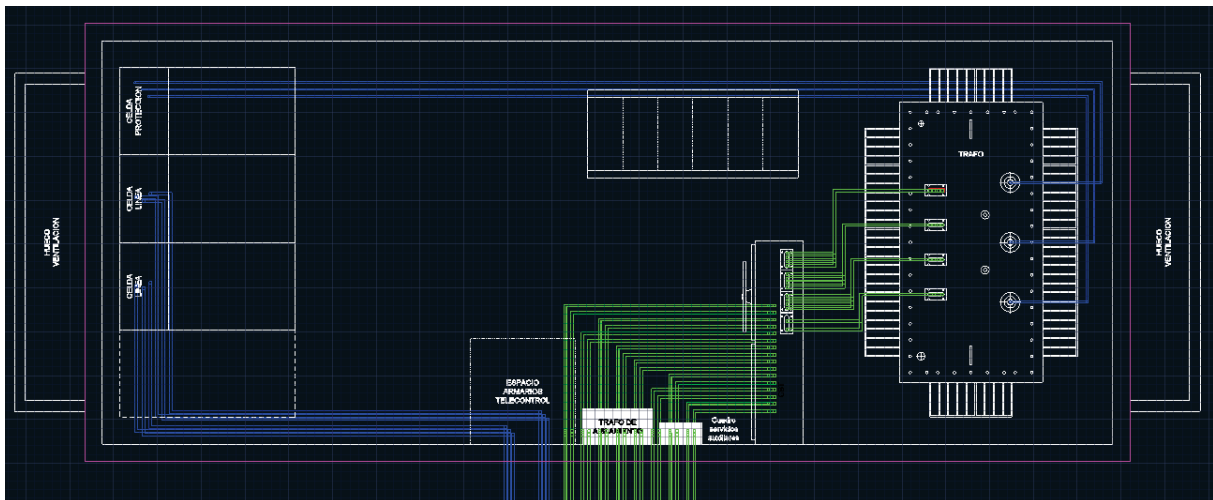 CELDA
PROTECCION
CELDA
LINEA
CELDA
LINEA
HUECO
VENTILACION
TRAFO
HUECO
VENTILACION
ESPACIO
ARMARIOS
TELECONTROL
TRAFO DE
AISLAMIENTO
Cuadro
servicios
auxiliares